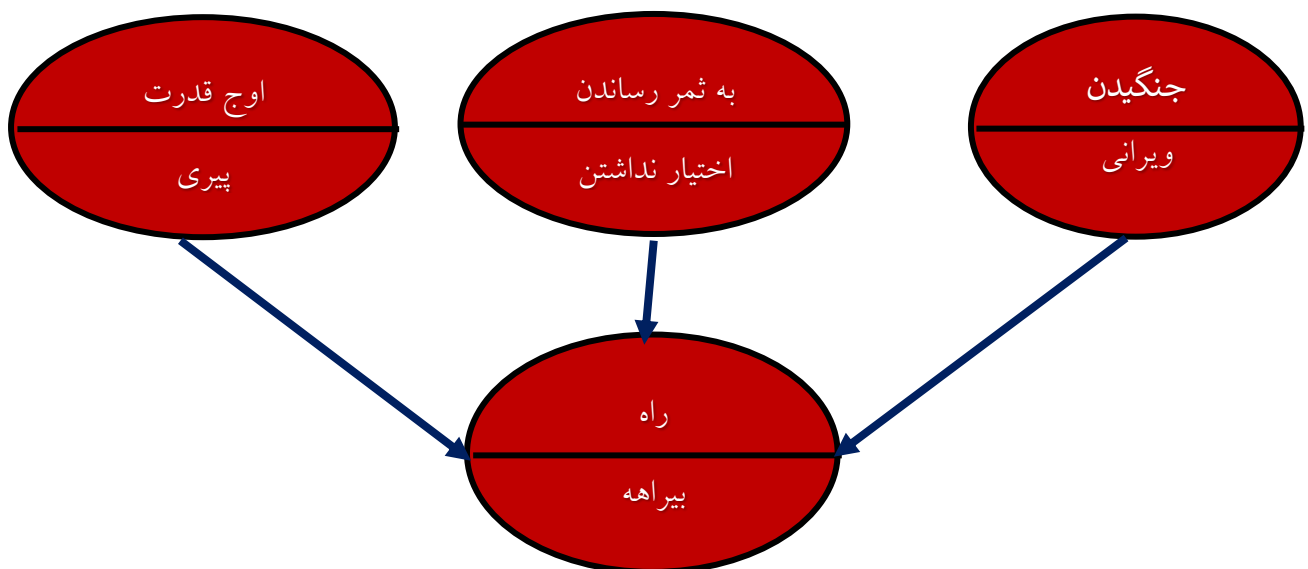 جنگیدن
ویرانی
به ثمر رساندن
اختیار نداشتن
اوج قدرت
پیری
راه
بیراهه